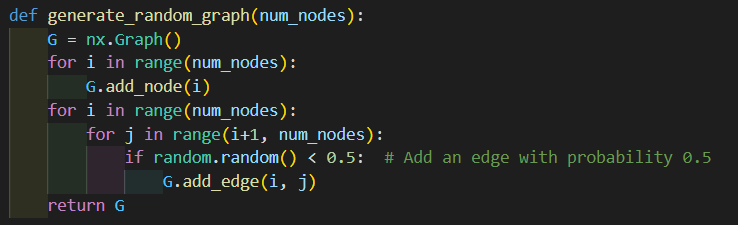 def generate_random_graph(num_nodes):
    G = nx.Graph()
    for i in range(num_nodes):
        G.add_node(i)
    for i in range(num_nodes):
        for j in range(i+1, num_nodes):
            if random.random() < 0.5:  # Add an edge with probability 0.5
                G.add_edge(i, j)
    return G